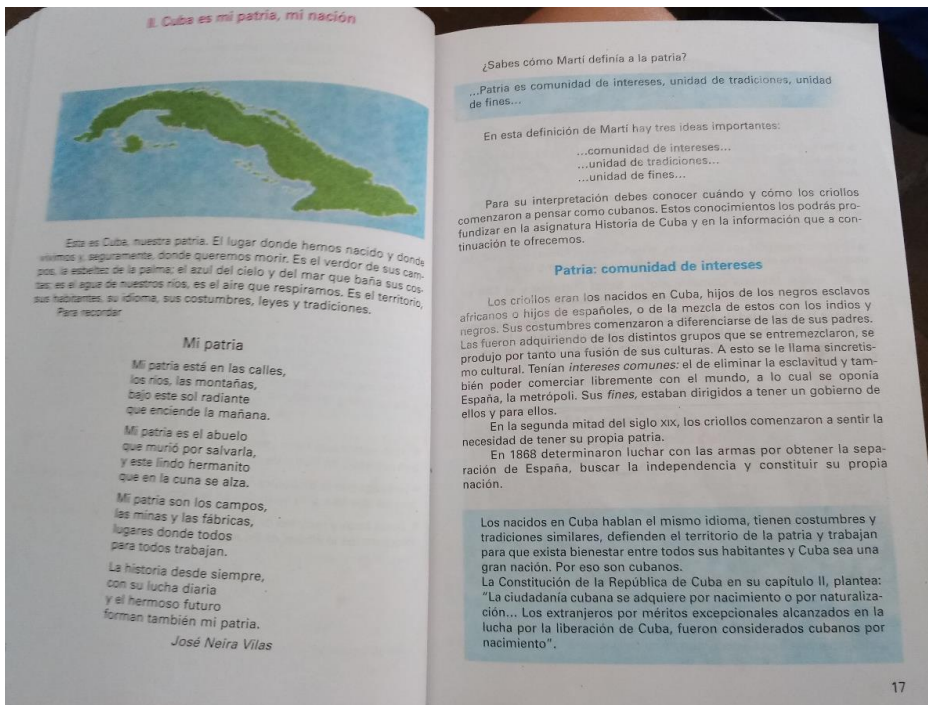 II. Cuba es mi patria, mi nación
Esta es Cuba, nuestra patria. El lugar donde hemos nacido y donde
vivimos y, seguramente, donde queremos morir. Es el verdor de sus cam-
pos, la esbeltez de la palma; el azul del cielo y del mar que baña sus cos-
tas; es el agua de nuestros ríos, es el aire que respiramos. Es el territorio,
sus habitantes, su idioma, sus costumbres, leyes y tradiciones.
Para recordar
Mi patria
Mi patria está en las calles,
los ríos, las montañas,
bajo este sol radiante
que enciende la mañana.
Mi patria es el abuelo
que murió por salvarla,
y este lindo hermanito
que en la cuna se alza.
Mi patria son los campos,
las minas y las fábricas,
lugares donde todos
para todos trabajan.
La historia desde siempre,
con su lucha diaria
y el hermoso futuro
forman también mi patria.
José Neira Vilas
¿Sabes cómo Martí definía a la patria?
...Patria es comunidad de intereses, unidad de tradiciones, unidad
de fines...
En esta definición de Martí hay tres ideas importantes:
...comunidad de intereses...
...unidad de tradiciones...
...unidad de fines...
Para su interpretación debes conocer cuándo y cómo los criollos
comenzaron a pensar como cubanos. Estos conocimientos los podrás pro-
fundizar en la asignatura Historia de Cuba y en la información que a con-
tinuación te ofrecemos.
Patria: comunidad de intereses
Los criollos eran los nacidos en Cuba, hijos de los negros esclavos
africanos o hijos de españoles, o de la mezcla de estos con los indios y
negros. Sus costumbres comenzaron a diferenciarse de las de sus padres.
Las fueron adquiriendo de los distintos grupos que se entremezclaron, se
produjo por tanto una fusión de sus culturas. A esto se le llama sincretis-
mo cultural. Tenían intereses comunes: el de eliminar la esclavitud y tam-
bién poder comerciar libremente con el mundo, a lo cual se oponía
España, la metrópoli. Sus fines, estaban dirigidos a tener un gobierno de
ellos y para ellos.
En la segunda mitad del siglo XIX, los criollos comenzaron a sentir la
necesidad de tener su propia patria.
En 1868 determinaron luchar con las armas por obtener la sepa-
ración de España, buscar la independencia y constituir su propia
nación.
Los nacidos en Cuba hablan el mismo idioma, tienen costumbres y
tradiciones similares, defienden el territorio de la patria y trabajan
para que exista bienestar entre todos sus habitantes y Cuba sea una
gran nación. Por eso son cubanos.
La Constitución de la República de Cuba en su capítulo II, plantea:
"La ciudadanía cubana se adquiere por nacimiento o por naturaliza-
ción... Los extranjeros por méritos excepcionales alcanzados en la
lucha por la liberación de Cuba, fueron considerados cubanos por
nacimiento".
17